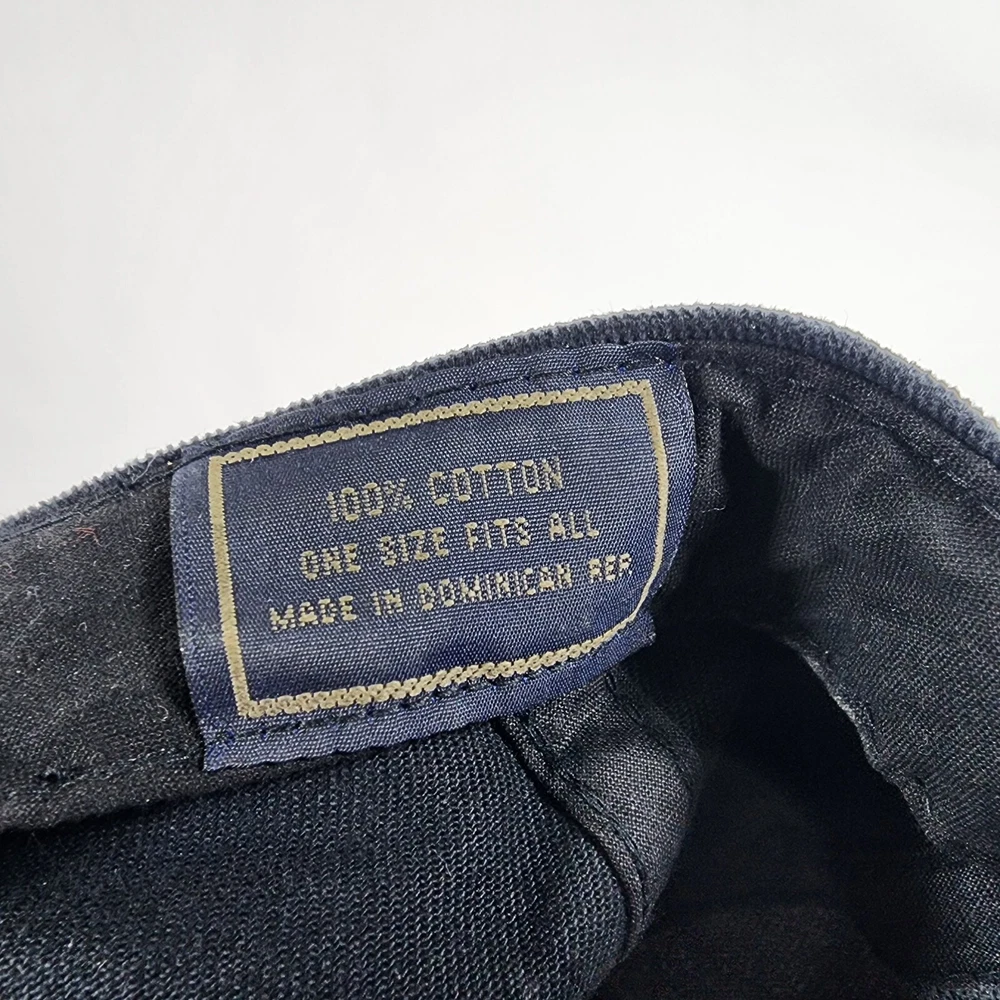 100% COTTON
ONE SIZE FITS ALL
MADE IN DOMINICAN REP